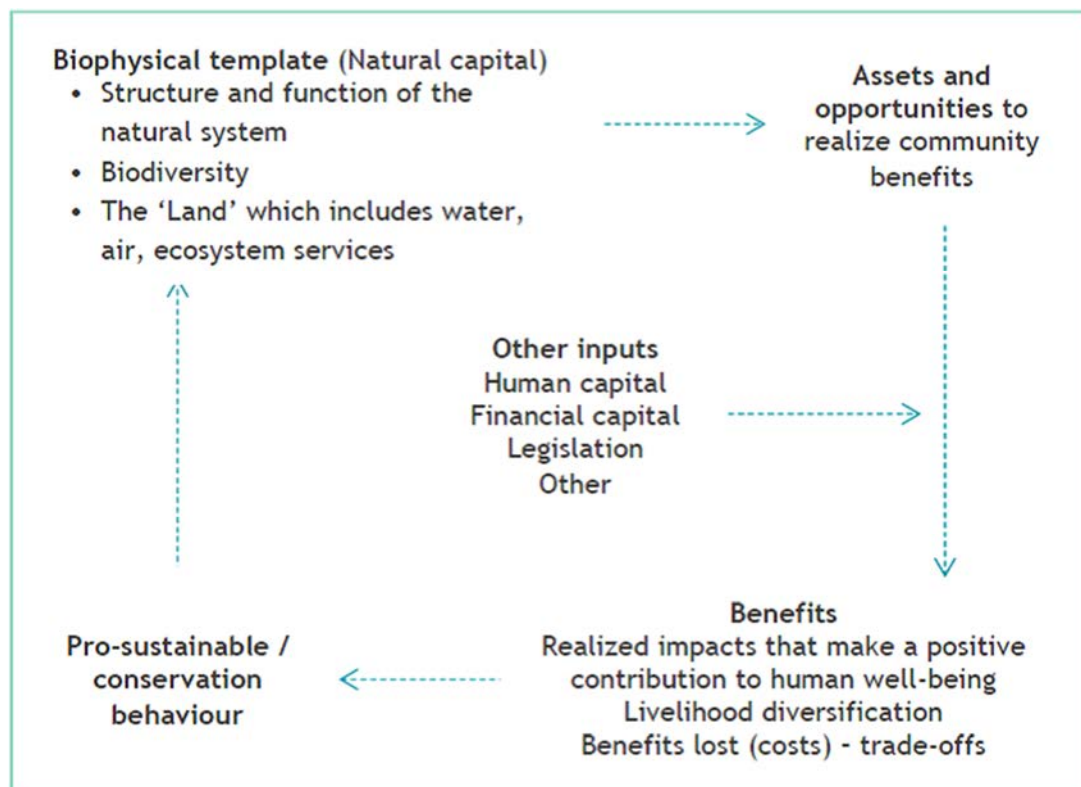 Biophysical template (Natural capital)
• Structure and function of the
natural system
• Biodiversity
• The ‘Land’ which includes water,
air, ecosystem services
Assets and
opportunities to
realize community
benefits
Other inputs
Human capital
Financial capital
Legislation
Other
Pro-sustainable /
conservation
behaviour
Benefits
Realized impacts that make a positive
contribution to human well-being
Livelihood diversification
Benefits lost (costs) - trade-offs